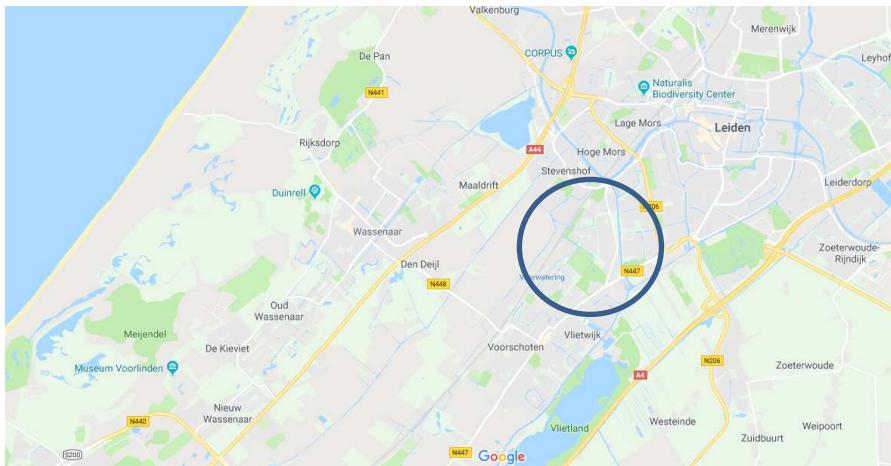 Valkenburg
Merenwijk
De Pan
CORPUS
Leyhof
Naturalis
Biodiversity Center
N441
Lage Mors
Leiden
Rijksdorp
A44
Hoge Mors
Stevenshof
Maaldrift
Leiderdorp
Duinrell
N206
Wassenaar
Zoeterwoude-
Rijndijk
Den Deijl
N447
Veenwatering
N448
Oud
Wassenaar
Meijendel
De Kieviet
Voorschoten
Vlietwijk
N206
Museum Voorlinden
A4
Zoeterwoude
Nieuw
Wassenaar
N440
Vlietland
Westeinde
Weipoort
Zuidbuurt
S200
N447
Google